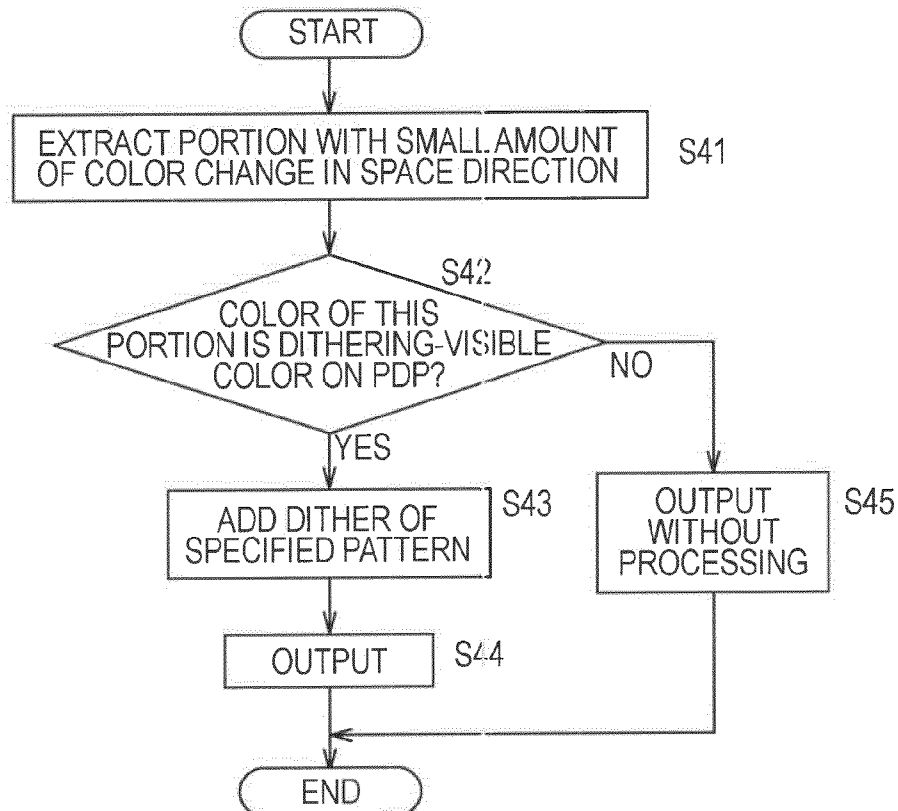 START
EXTRACT PORTION WITH SMALL AMOUNT
OF COLOR CHANGE IN SPACE DIRECTION
S41
S42
COLOR OF THIS
PORTION IS DITHERING-VISIBLE
COLOR ON PDP?
NO
YES
ADD DITHER OF
SPECIFIED PATTERN
S43
OUTPUT
WITHOUT
PROCESSING
S45
OUTPUT
S44
END